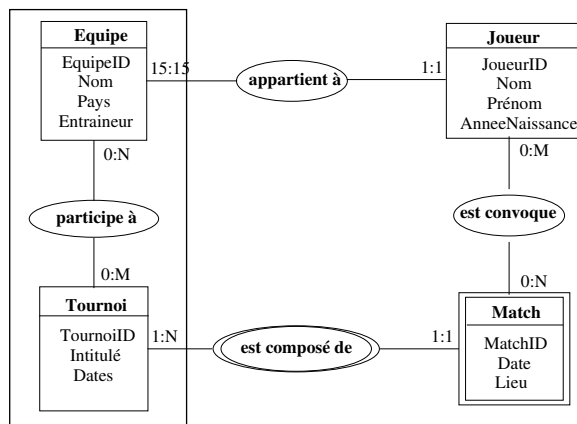 Equipe
EquipeID
Nom
Pays
Entraineur
15:15
appartient à
1:1
Joueur
JoueurID
Nom
Prénom
AnneeNaissance
0:N
0:M
participe à
est convoque
0:M
0:N
Tournoi
TournoiID
Intitulé
Dates
1:N
est composé de
1:1
Match
MatchID
Date
Lieu